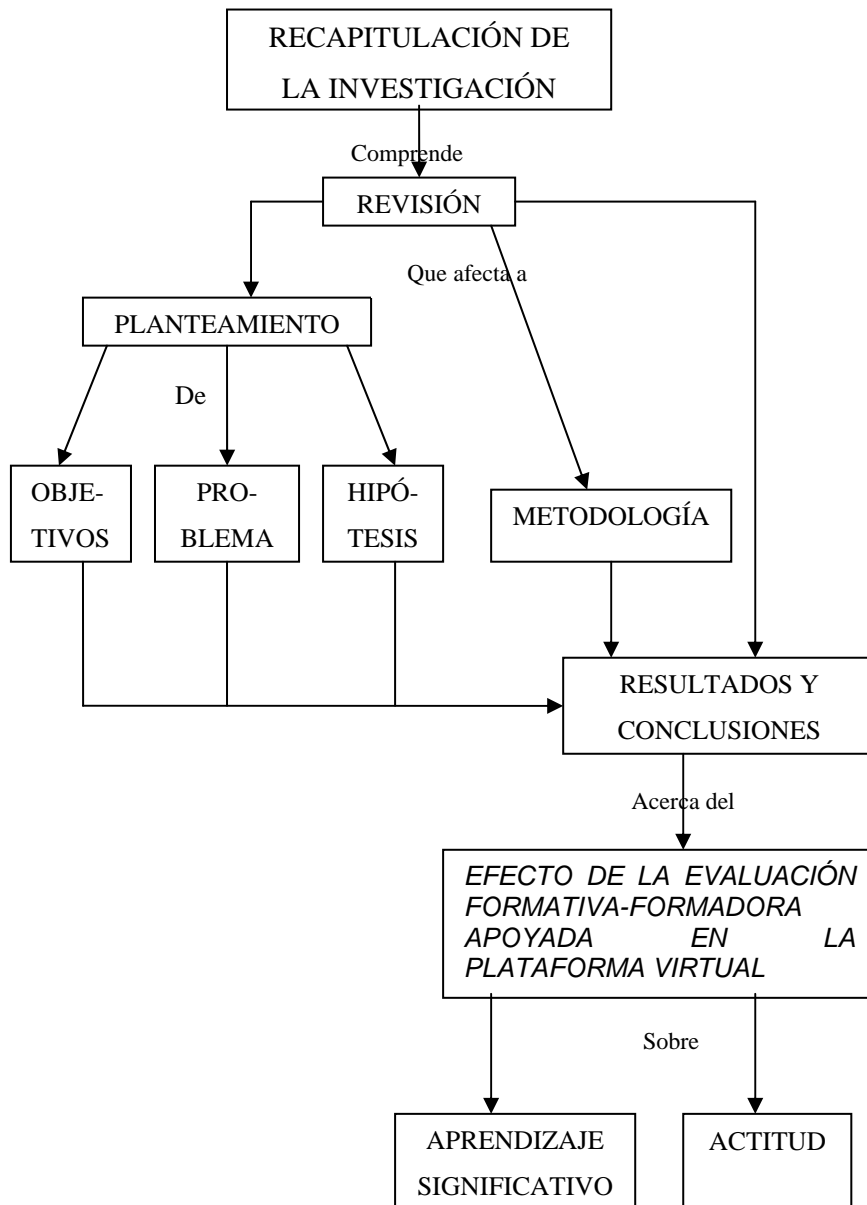 RECAPITULACIÓN DE
LA INVESTIGACIÓN
Comprende
REVISIÓN
Que afecta a
PLANTEAMIENTO
De
OBJE-
TIVOS
PRO-
BLEMA
HIPÓ-
TESIS
METODOLOGÍA
RESULTADOS Y
CONCLUSIONES
Acerca del
EFECTO DE LA EVALUACIÓN
FORMATIVA-FORMADORA
APOYADA EN LA
PLATAFORMA VIRTUAL
Sobre
APRENDIZAJE
SIGNIFICATIVO
ACTITUD